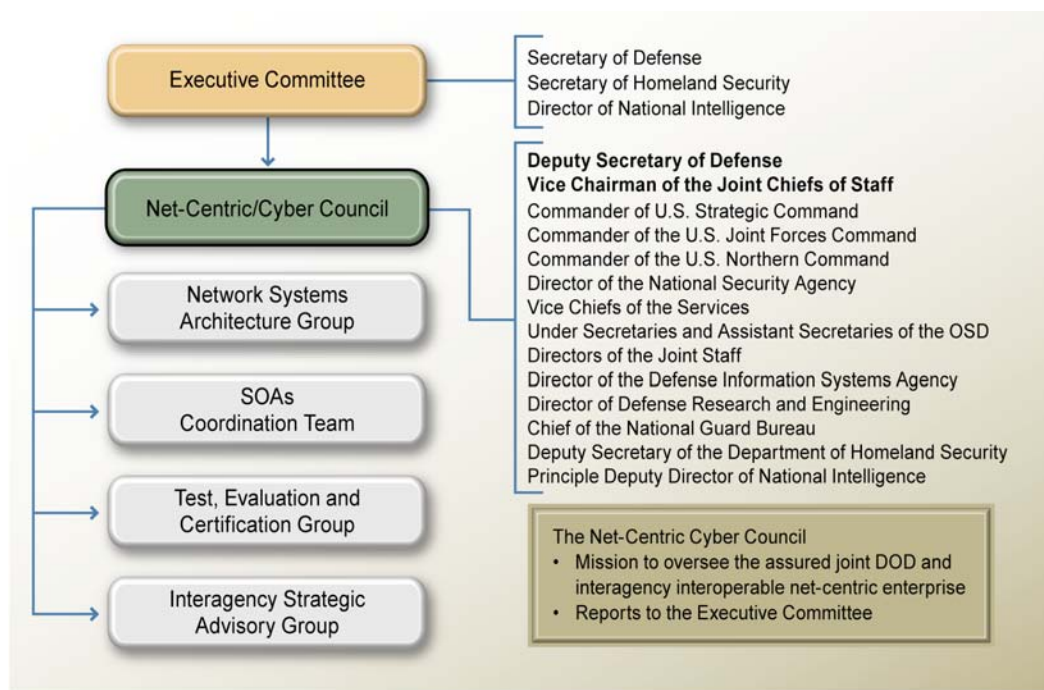 Executive Committee
Secretary of Defense
Secretary of Homeland Security
Director of National Intelligence
Net-Centric/Cyber Council
Deputy Secretary of Defense
Vice Chairman of the Joint Chiefs of Staff
Commander of U.S. Strategic Command
Commander of the U.S. Joint Forces Command
Commander of the U.S. Northern Command
Director of the National Security Agency
Vice Chiefs of the Services
Under Secretaries and Assistant Secretaries of the OSD
Directors of the Joint Staff
Director of the Defense Information Systems Agency
Director of Defense Research and Engineering
Chief of the National Guard Bureau
Deputy Secretary of the Department of Homeland Security
Principle Deputy Director of National Intelligence
Network Systems
Architecture Group
SOAs
Coordination Team
Test, Evaluation and
Certification Group
Interagency Strategic
Advisory Group
The Net-Centric Cyber Council
• Mission to oversee the assured joint DOD and
interagency interoperable net-centric enterprise
• Reports to the Executive Committee